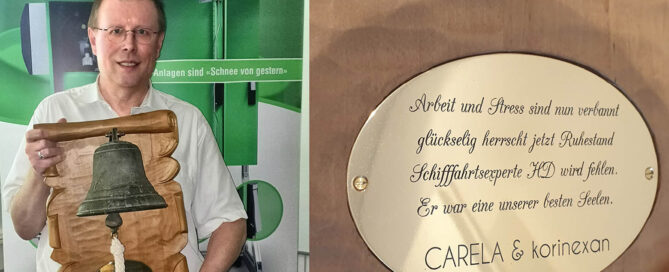 Anlagen sind «Schnee von gestern»
Arbeit und Stress sind nun verbannt
glückselig herrscht jetzt Ruhestand
Schifffahrtsexperte KD wird fehlen.
Er war eine unserer besten Seelen.
CARELA & korinexan